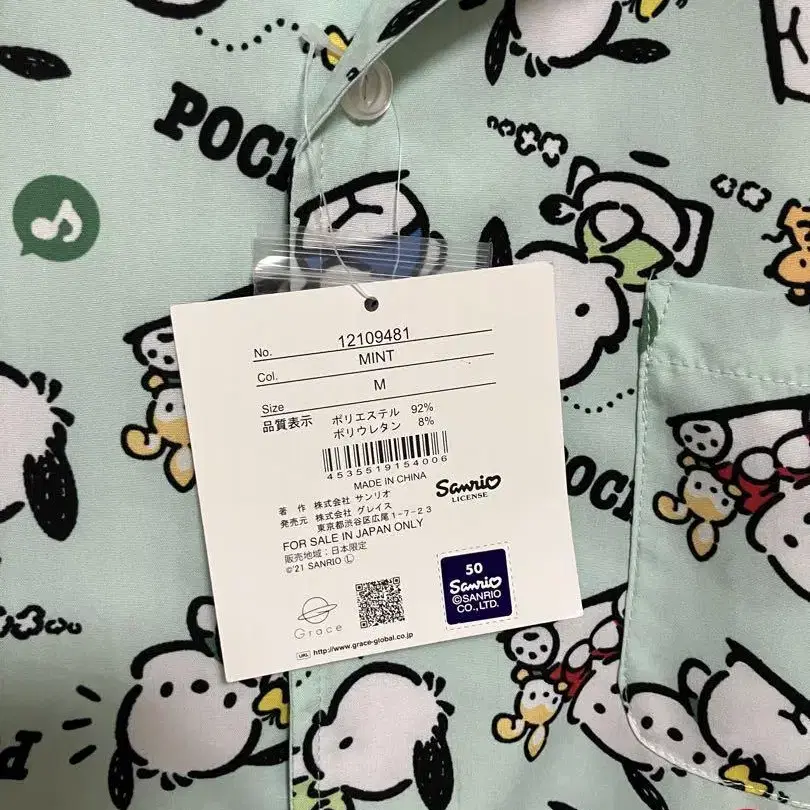 POCH
No. 12109481
Col. MINT
Size M
品質表示 ポリエステル 92%
ポリウレタン 8%
4535519154006
MADE IN CHINA
著 作 株式会社 サンリオ
発売元 株式会社 グレイス
東京都渋谷区広尾1-7-23
FOR SALE IN JAPAN ONLY
販売地域:日本限定
©'21 SANRIO Ⓛ
Sanrio
LICENSE
50
Sanrio
©SANRIO
CO., LTD.
Grace
URL http://www.grace-global.co.jp
POCH
P